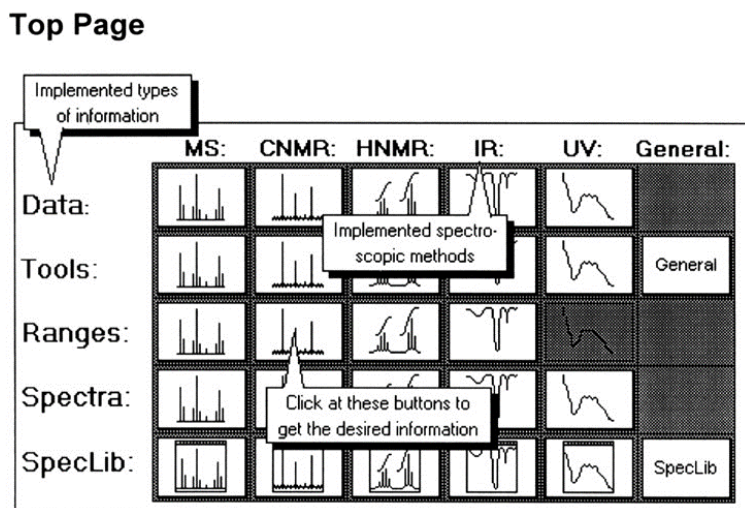 Top Page
Implemented types
of information
MS: CNMR: HNMR: IR: UV: General:
Data:
Implemented spectro-
scopic methods
Tools:
General
Ranges:
Spectra:
Click at these buttons to
get the desired information
SpecLib:
SpecLib